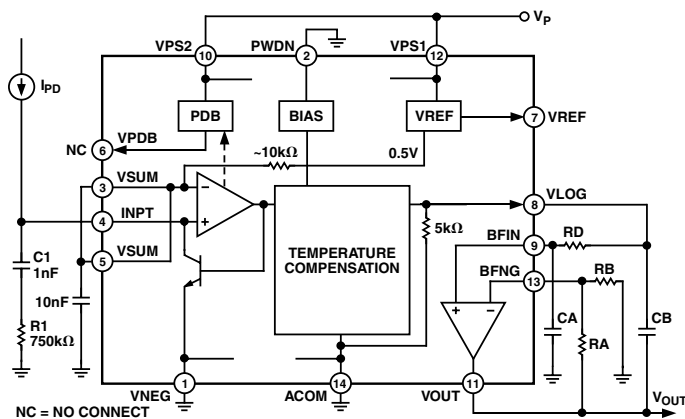 VP
VPS2
PWDN
VPS1
10
2
12
IPD
PDB
BIAS
VREF
7
VREF
VPDB
NC
6
~10kΩ
0.5V
VSUM
3
−
VLOG
8
INPT
4
+
5kΩ
BFIN
RD
9
VSUM
5
C1
1nF
TEMPERATURE
COMPENSATION
BFNG
RB
13
10nF
+
−
CA
CB
R1
750kΩ
RA
1
14
11
VOUT
VNEG
ACOM
VOUT
NC = NO CONNECT